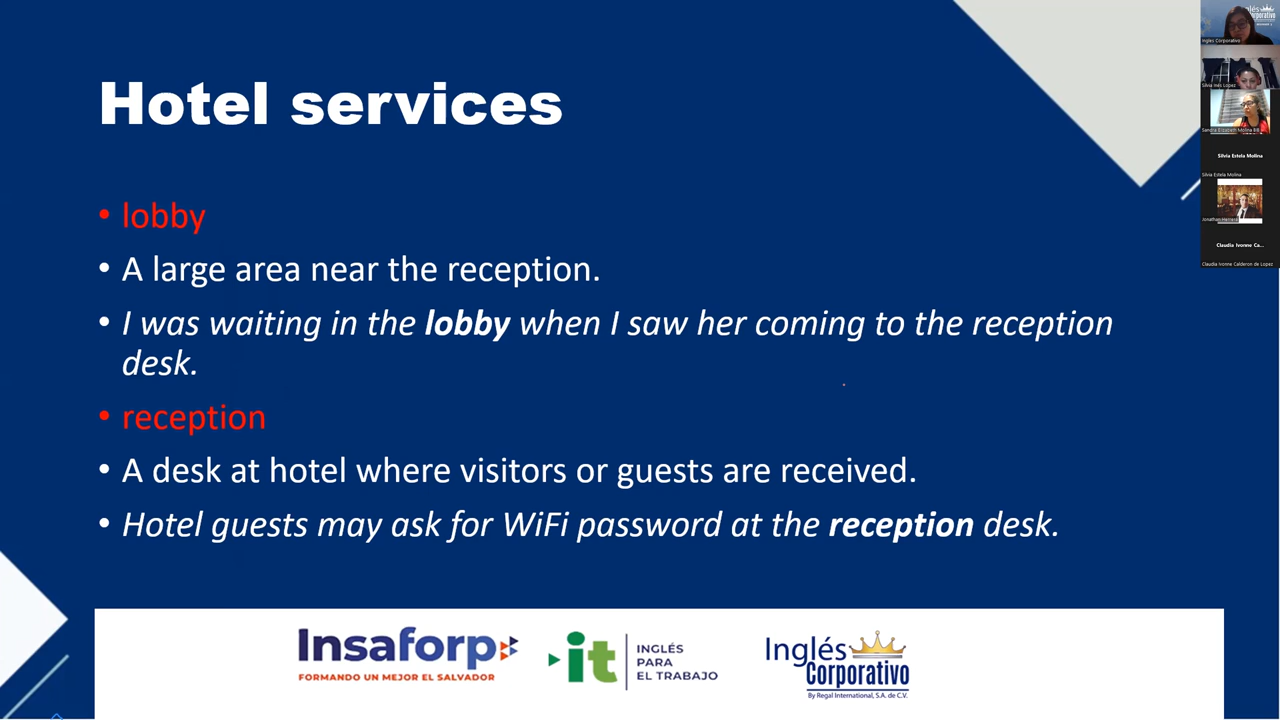 Hotel services
• lobby
• A large area near the reception.
• I was waiting in the lobby when I saw her coming to the reception
desk.
• reception
• A desk at hotel where visitors or guests are received.
• Hotel guests may ask for WiFi password at the reception desk.
Insaforp
FORMANDO UN MEJOR EL SALVADOR
it
INGLÉS
PARA
EL TRABAJO
Inglés
Corporativo
By Regal International, S.A. de C.V.
Inglés Corporativo
Silvia Inés Lopez
Sandra Elizabeth Molina BB
Silvia Estela Molina
Silvia Estela Molina
Jonathan Herrera
Claudia Ivonne Ca...
Claudia Ivonne Calderon de Lopez